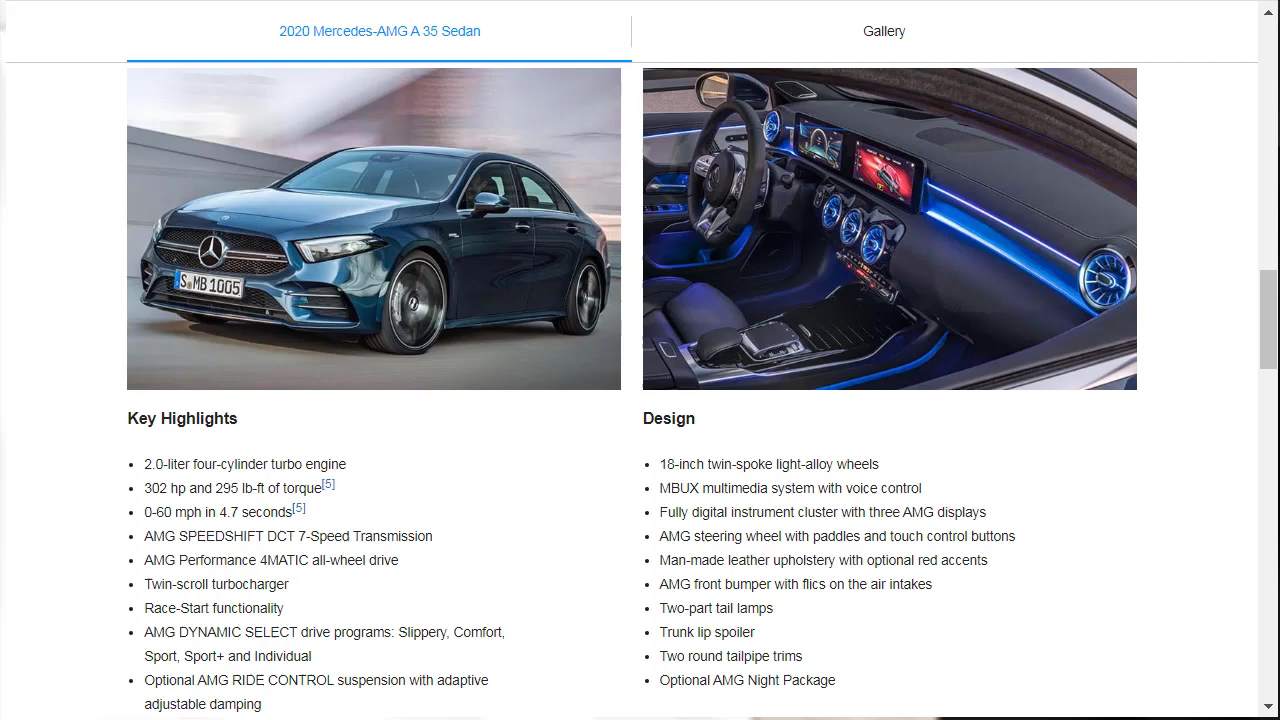 2020 Mercedes-AMG A 35 Sedan
Gallery
S MB 1005
Key Highlights
2.0-liter four-cylinder turbo engine
302 hp and 295 lb-ft of torque[5]
0-60 mph in 4.7 seconds[5]
AMG SPEEDSHIFT DCT 7-Speed Transmission
AMG Performance 4MATIC all-wheel drive
Twin-scroll turbocharger
Race-Start functionality
AMG DYNAMIC SELECT drive programs: Slippery, Comfort,
Sport, Sport+ and Individual
Optional AMG RIDE CONTROL suspension with adaptive
adjustable damping
Design
18-inch twin-spoke light-alloy wheels
MBUX multimedia system with voice control
Fully digital instrument cluster with three AMG displays
AMG steering wheel with paddles and touch control buttons
Man-made leather upholstery with optional red accents
AMG front bumper with flics on the air intakes
Two-part tail lamps
Trunk lip spoiler
Two round tailpipe trims
Optional AMG Night Package